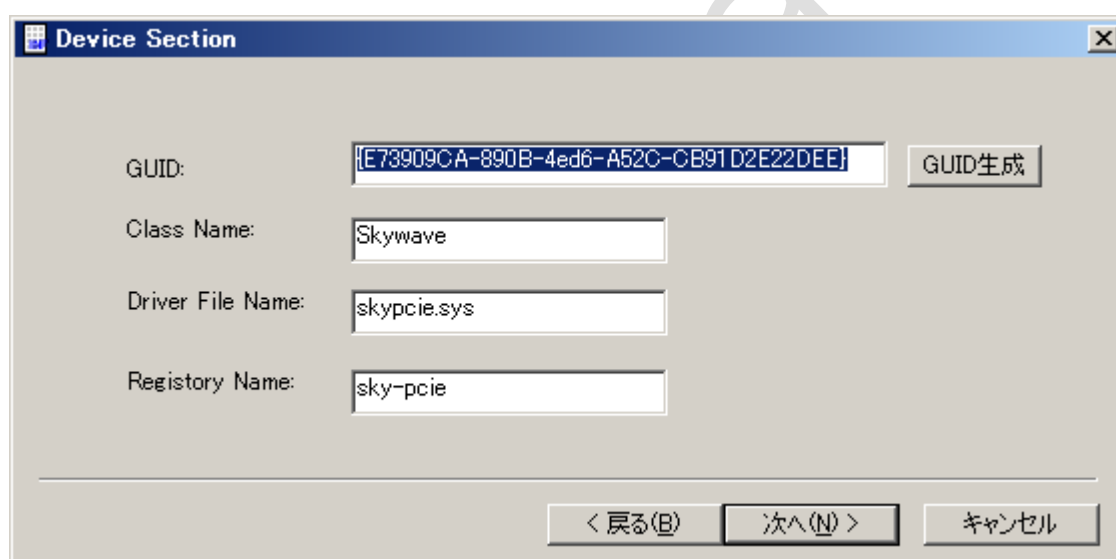 Device Section
GUID: {E73909CA-890B-4ed6-A52C-CB91D2E22DEE} GUID生成
Class Name: Skywave
Driver File Name: skypcie.sys
Registory Name: sky-pcie
< 戻る(B) 次へ(N) > キャンセル